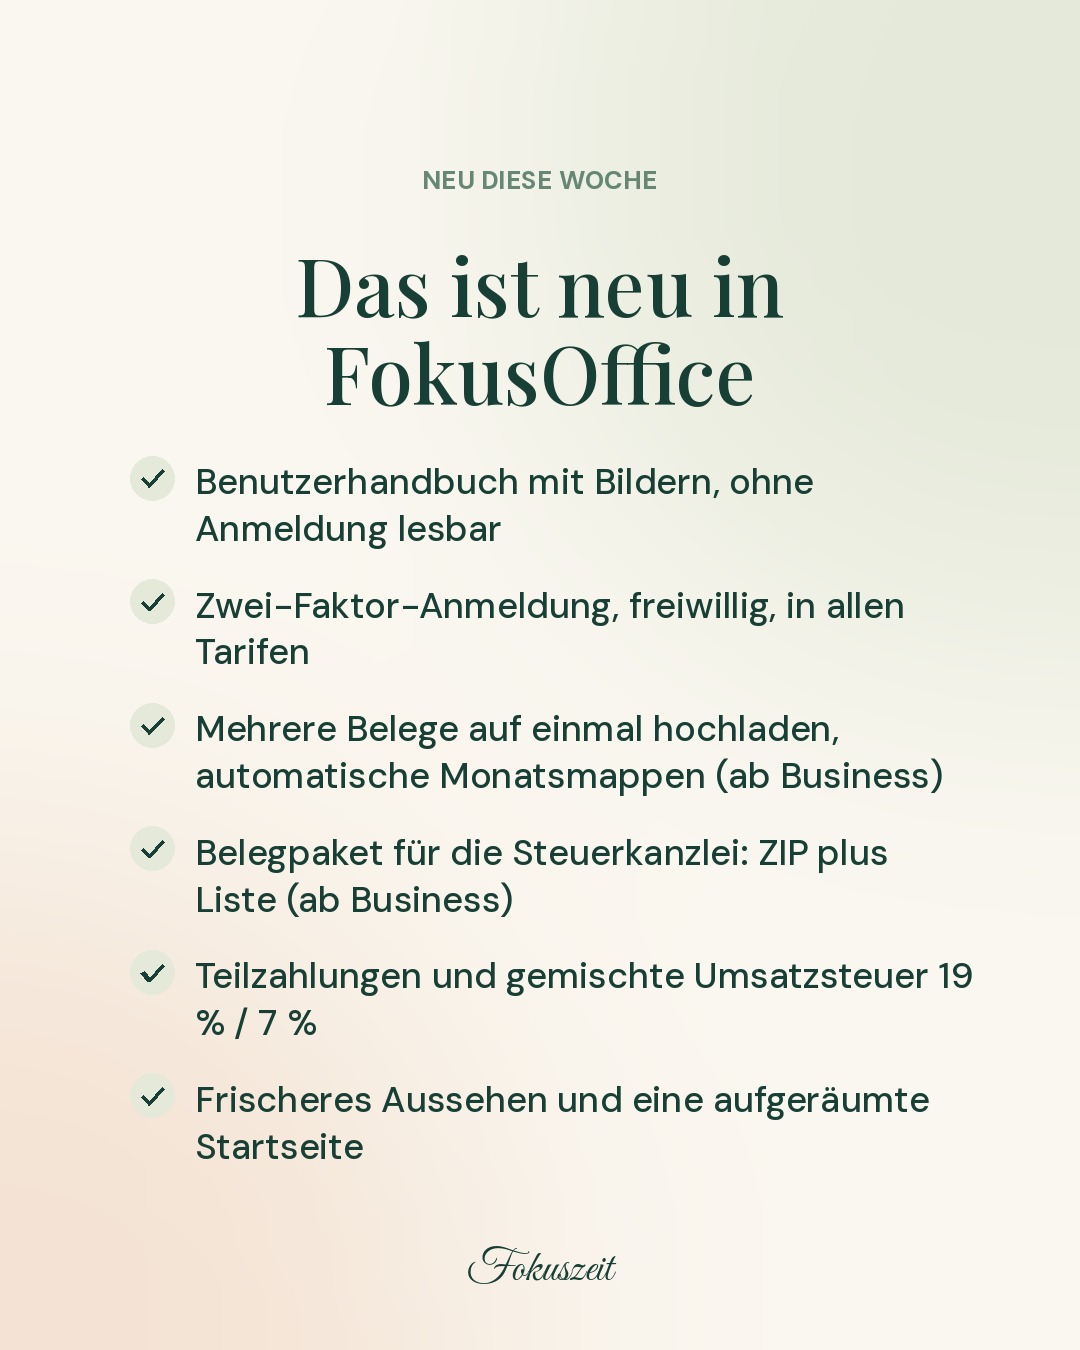 NEU DIESE WOCHE
Das ist neu in
FokusOffice
Benutzerhandbuch mit Bildern, ohne
Anmeldung lesbar
Zwei-Faktor-Anmeldung, freiwillig, in allen
Tarifen
Mehrere Belege auf einmal hochladen,
automatische Monatsmappen (ab Business)
Belegpaket für die Steuerkanzlei: ZIP plus
Liste (ab Business)
Teilzahlungen und gemischte Umsatzsteuer 19
% / 7 %
Frischeres Aussehen und eine aufgeräumte
Startseite
Fokuszeit